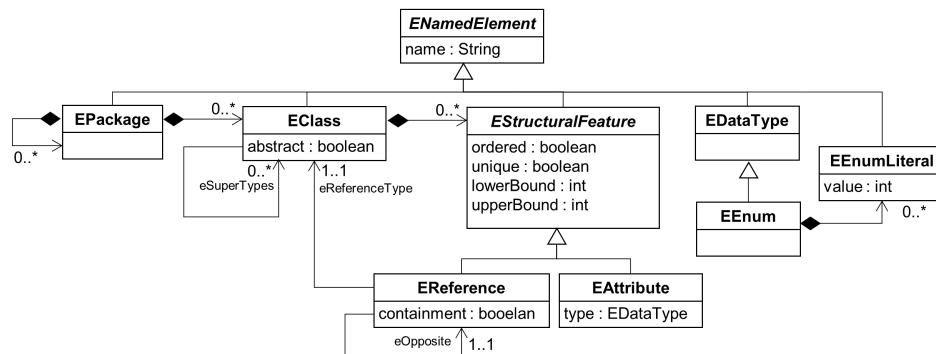 ENamedElement
name : String
EPackage
0..*
0..*
EClass
abstract : boolean
0..*
eSuperTypes
1..1
eReferenceType
0..*
EStructuralFeature
ordered : boolean
unique : boolean
lowerBound : int
upperBound : int
EDataType
EEnum
EEnumLiteral
value : int
0..*
EReference
containment : booelan
eOpposite
1..1
EAttribute
type : EDataType